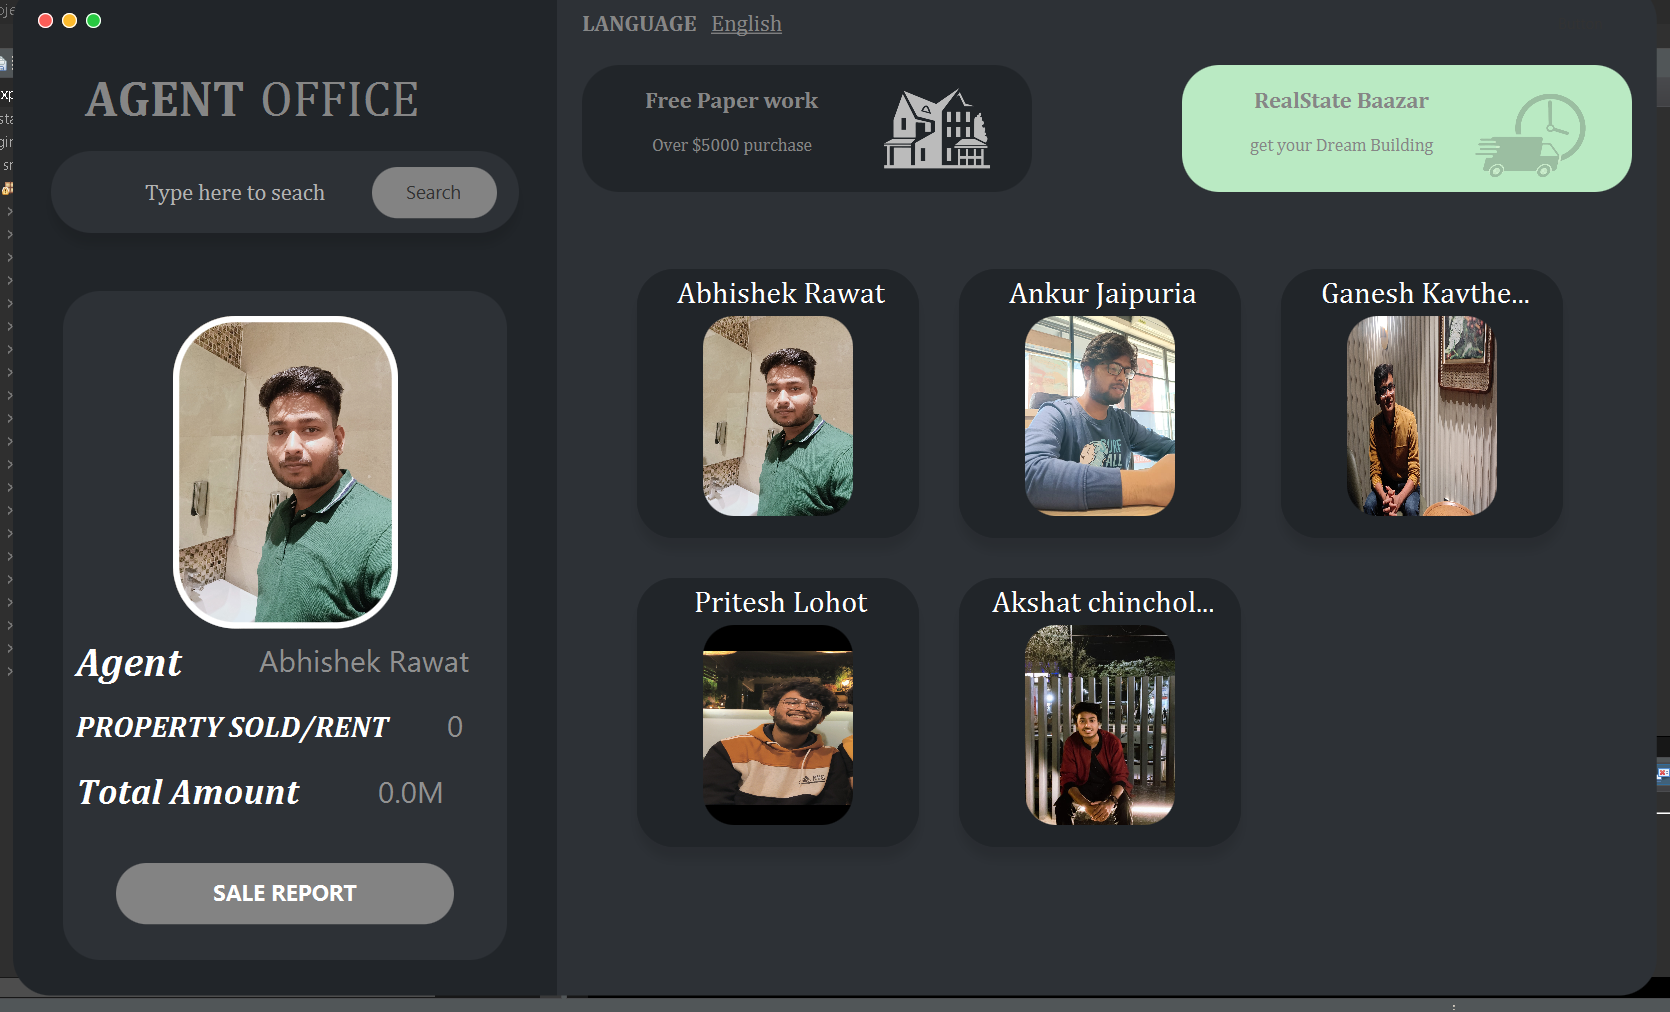 LANGUAGE English
AGENT OFFICE
Type here to seach
Search
Free Paper work
Over $5000 purchase
RealState Baazar
get your Dream Building
Abhishek Rawat
Ankur Jaipuria
Ganesh Kavthe...
Pritesh Lohot
Akshat chinchol...
Agent Abhishek Rawat
PROPERTY SOLD/RENT 0
Total Amount 0.0M
SALE REPORT